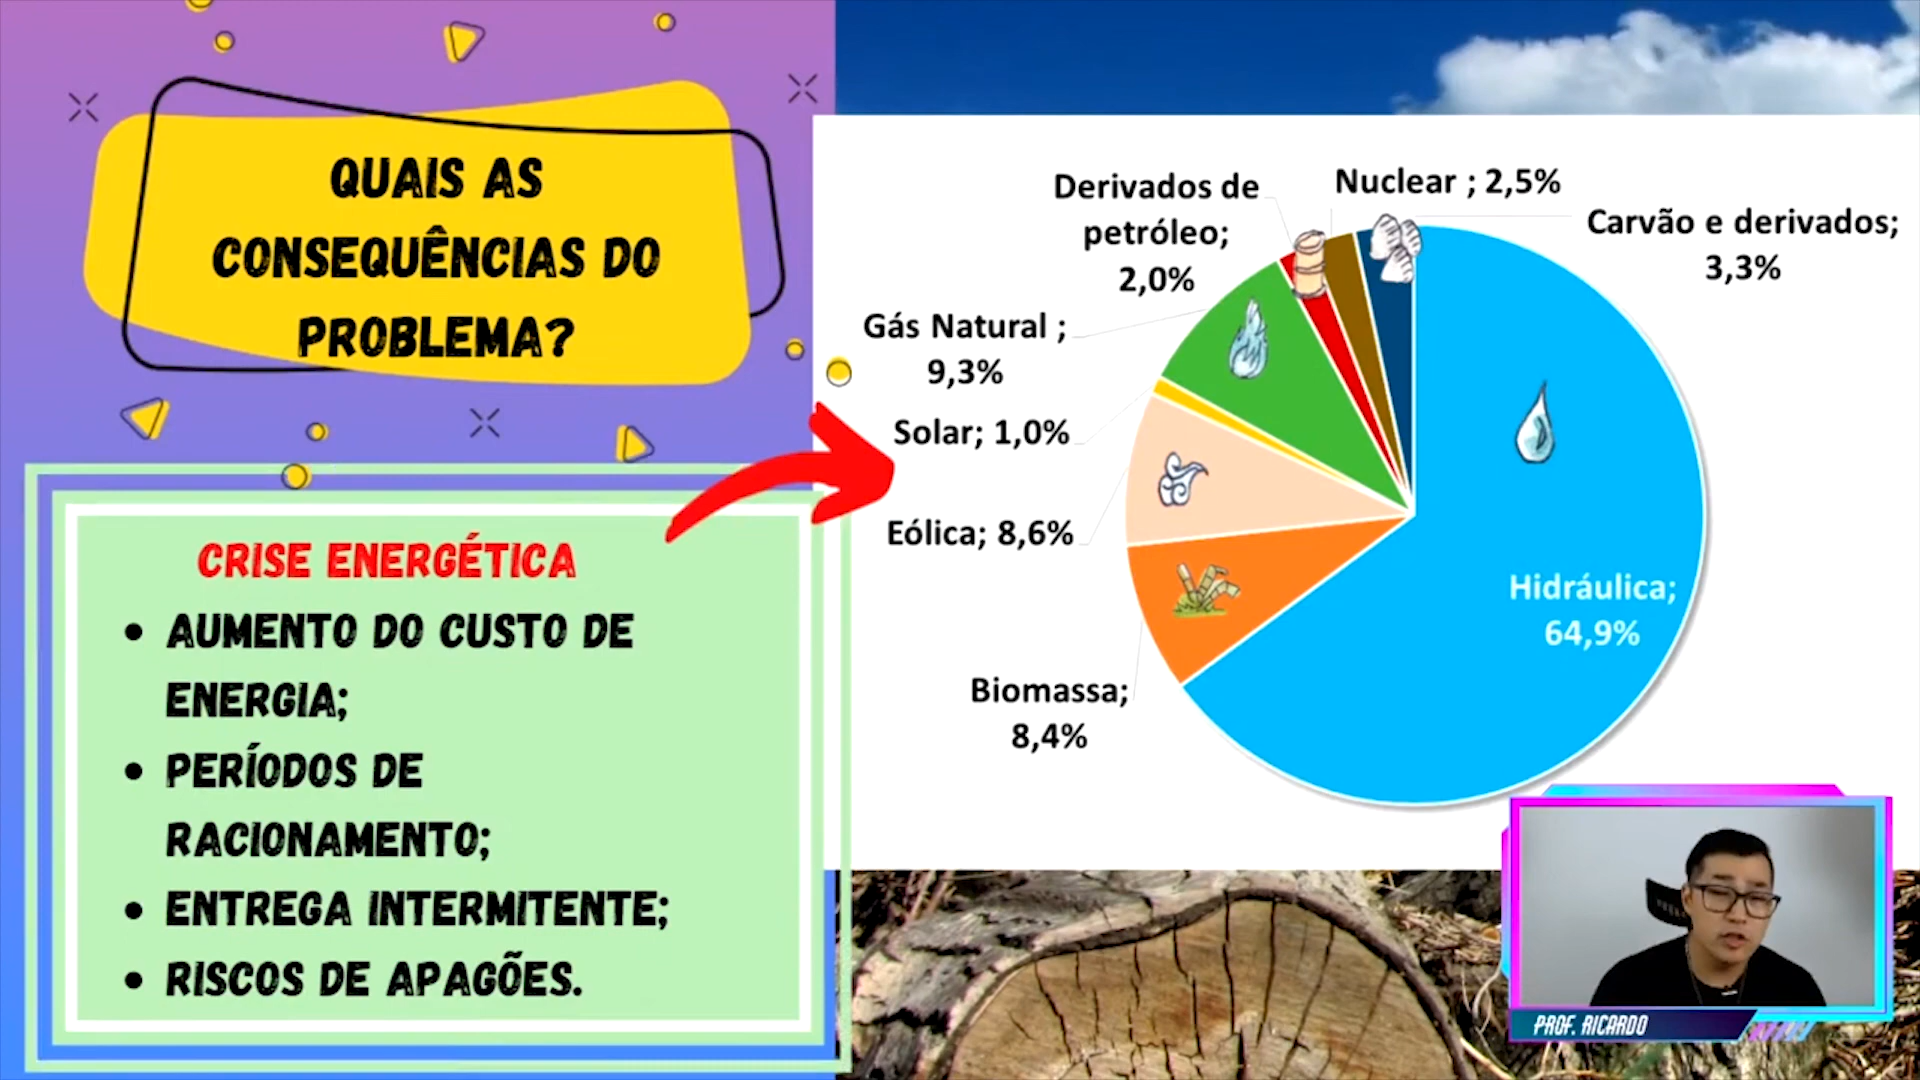 QUAIS AS
CONSEQUÊNCIAS DO
PROBLEMA?
CRISE ENERGÉTICA
• AUMENTO DO CUSTO DE
ENERGIA;
• PERÍODOS DE
RACIONAMENTO;
• ENTREGA INTERMITENTE;
• RISCOS DE APAGÕES.
Derivados de
petróleo;
2,0%
Nuclear ; 2,5%
Carvão e derivados;
3,3%
Gás Natural ;
9,3%
Solar; 1,0%
Eólica; 8,6%
Biomassa;
8,4%
Hidráulica;
64,9%
PROF. RICARDO